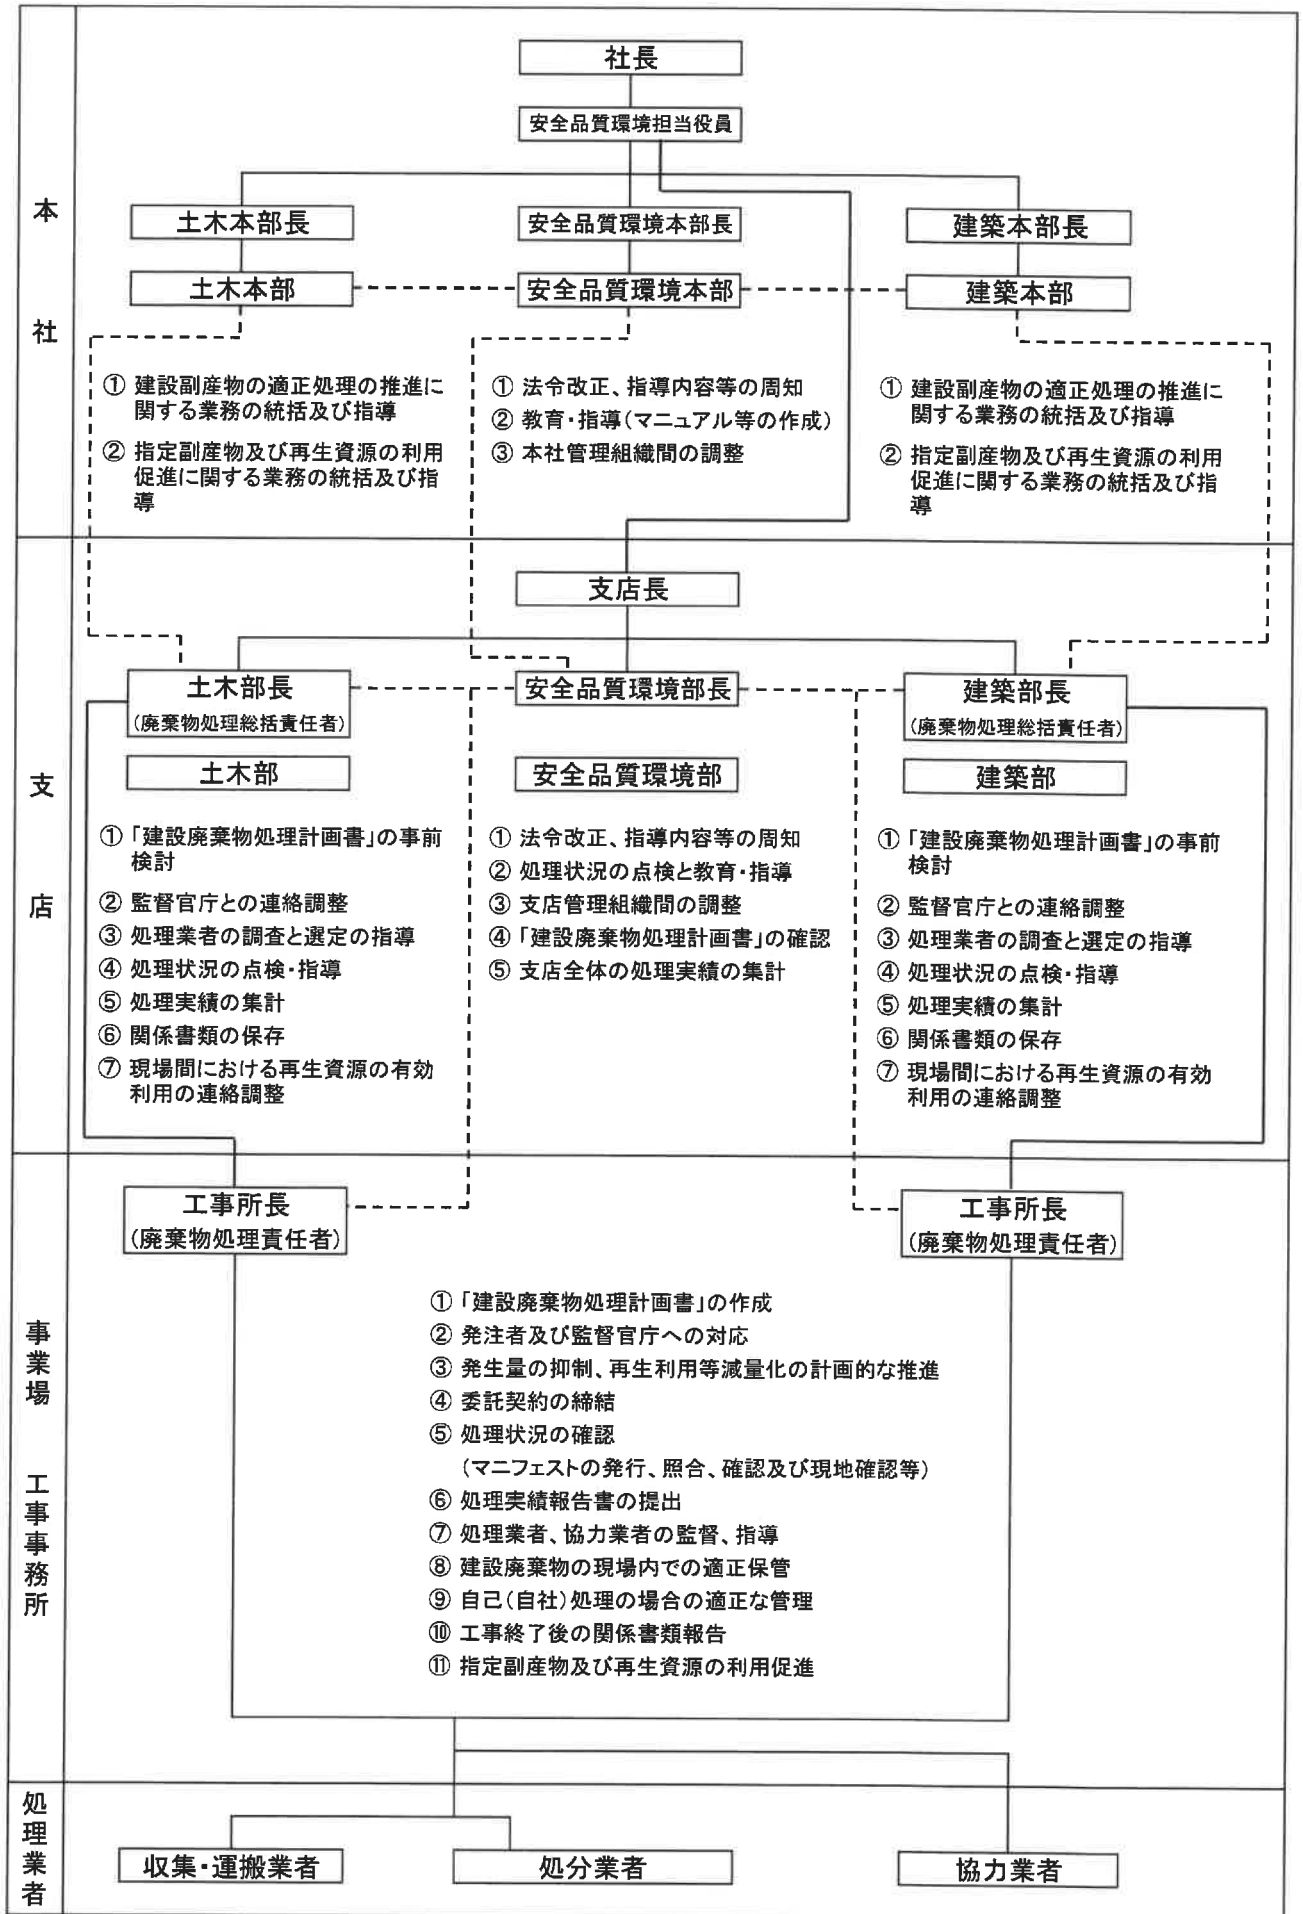 本社
社長
安全品質環境担当役員
土木本部長
安全品質環境本部長
建築本部長
土木本部
安全品質環境本部
建築本部
① 建設副産物の適正処理の推進に
関する業務の統括及び指導
② 指定副産物及び再生資源の利用
促進に関する業務の統括及び指
導
① 法令改正、指導内容等の周知
② 教育・指導(マニュアル等の作成)
③ 本社管理組織間の調整
① 建設副産物の適正処理の推進に
関する業務の統括及び指導
② 指定副産物及び再生資源の利用
促進に関する業務の統括及び指
導
支店
支店長
土木部長
(廃棄物処理総括責任者)
安全品質環境部長
建築部長
(廃棄物処理総括責任者)
土木部
安全品質環境部
建築部
① 「建設廃棄物処理計画書」の事前
検討
② 監督官庁との連絡調整
③ 処理業者の調査と選定の指導
④ 処理状況の点検・指導
⑤ 処理実績の集計
⑥ 関係書類の保存
⑦ 現場間における再生資源の有効
利用の連絡調整
① 法令改正、指導内容等の周知
② 処理状況の点検と教育・指導
③ 支店管理組織間の調整
④ 「建設廃棄物処理計画書」の確認
⑤ 支店全体の処理実績の集計
① 「建設廃棄物処理計画書」の事前
検討
② 監督官庁との連絡調整
③ 処理業者の調査と選定の指導
④ 処理状況の点検・指導
⑤ 処理実績の集計
⑥ 関係書類の保存
⑦ 現場間における再生資源の有効
利用の連絡調整
事業場 工事事務所
工事所長
(廃棄物処理責任者)
工事所長
(廃棄物処理責任者)
① 「建設廃棄物処理計画書」の作成
② 発注者及び監督官庁への対応
③ 発生量の抑制、再生利用等減量化の計画的な推進
④ 委託契約の締結
⑤ 処理状況の確認
(マニフェストの発行、照合、確認及び現地確認等)
⑥ 処理実績報告書の提出
⑦ 処理業者、協力業者の監督、指導
⑧ 建設廃棄物の現場内での適正保管
⑨ 自己(自社)処理の場合の適正な管理
⑩ 工事終了後の関係書類報告
⑪ 指定副産物及び再生資源の利用促進
処理業者
収集・運搬業者
処分業者
協力業者